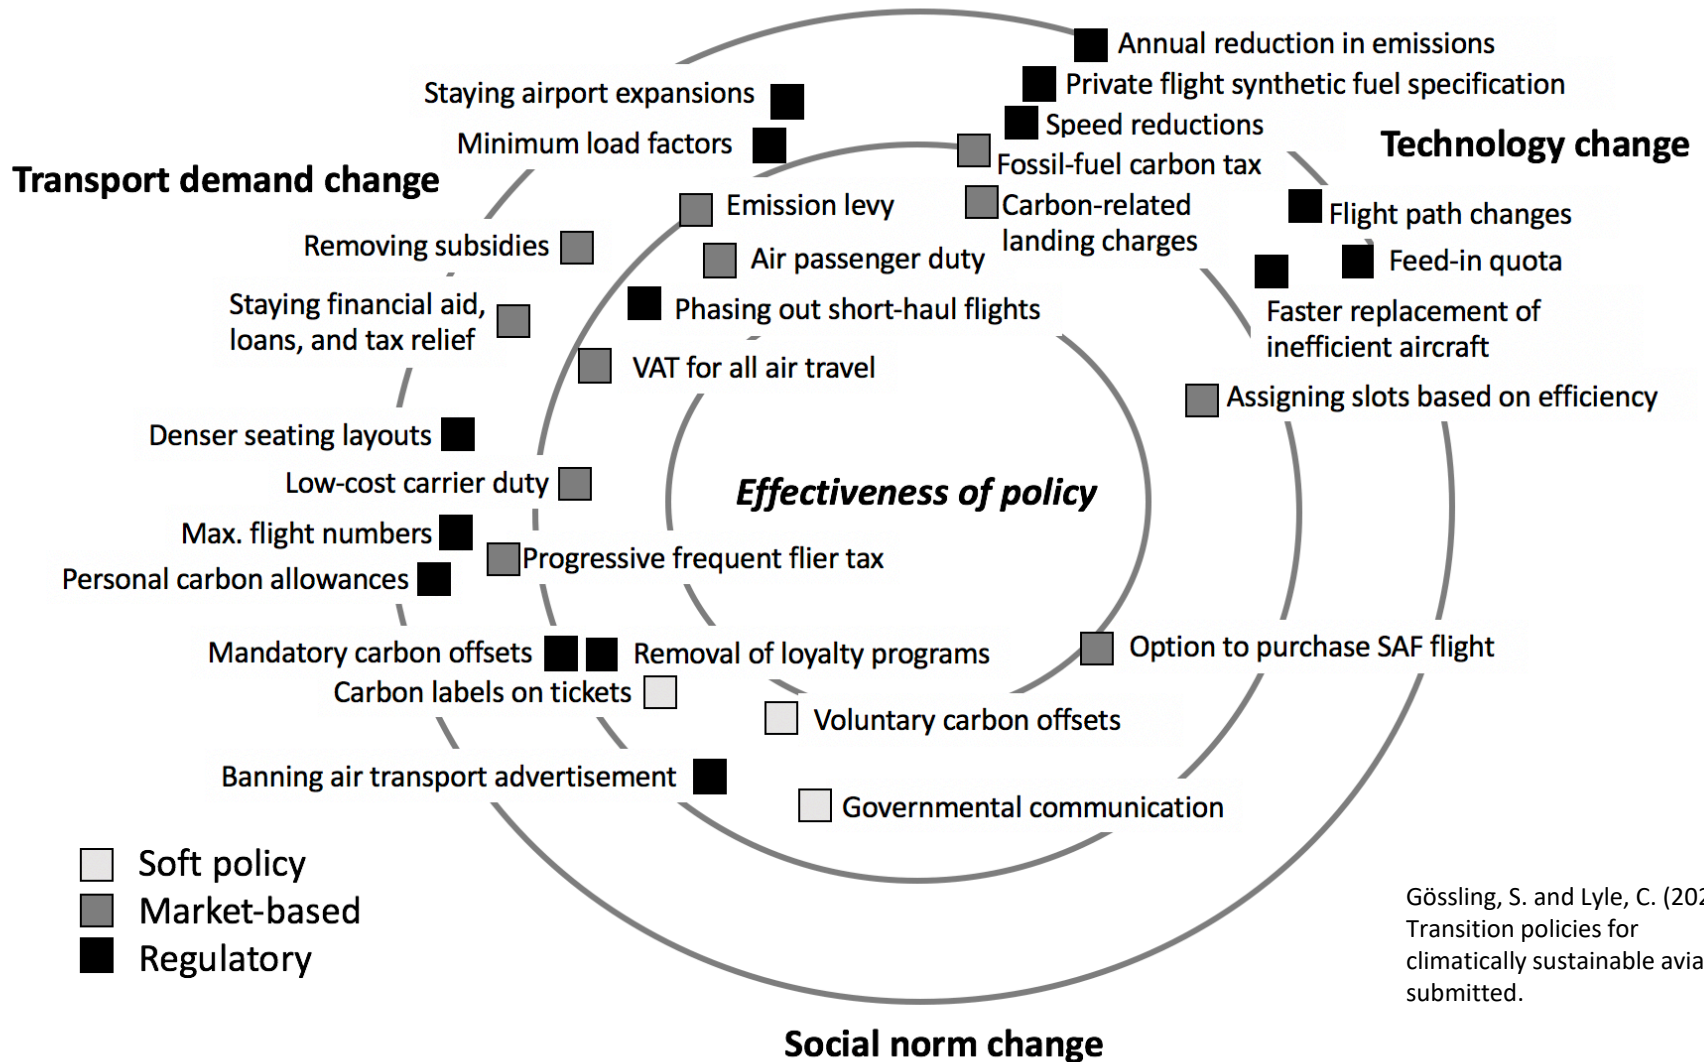 Annual reduction in emissions
Private flight synthetic fuel specification
Staying airport expansions
Speed reductions
Minimum load factors
Technology change
Fossil-fuel carbon tax
Transport demand change
Emission levy
Carbon-related
landing charges
Flight path changes
Removing subsidies
Air passenger duty
Feed-in quota
Staying financial aid,
loans, and tax relief
Phasing out short-haul flights
Faster replacement of
inefficient aircraft
VAT for all air travel
Assigning slots based on efficiency
Denser seating layouts
Low-cost carrier duty
Effectiveness of policy
Max. flight numbers
Progressive frequent flier tax
Personal carbon allowances
Mandatory carbon offsets
Removal of loyalty programs
Option to purchase SAF flight
Carbon labels on tickets
Voluntary carbon offsets
Banning air transport advertisement
Governmental communication
Soft policy
Market-based
Regulatory
Gössling, S. and Lyle, C.
Transition policies for
climatically sustainable
submitted.
Social norm change